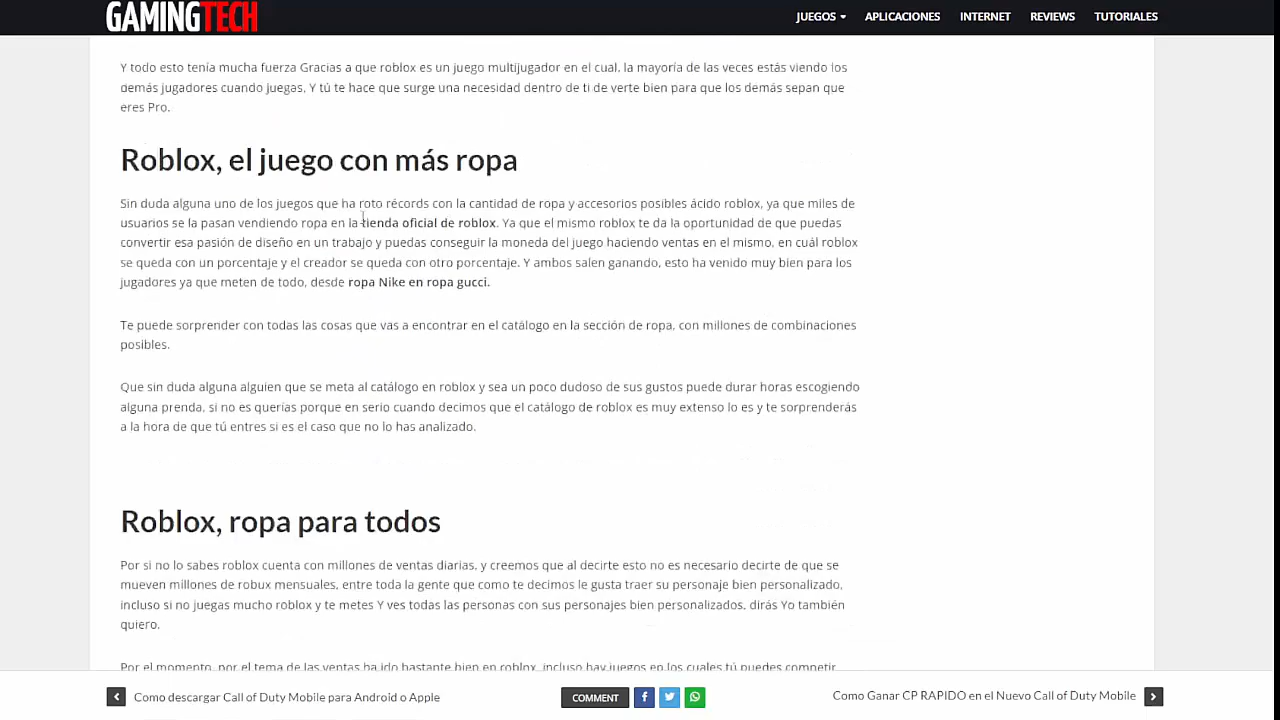 GAMINGTECH
JUEGOS APLICACIONES INTERNET REVIEWS TUTORIALES
Y todo esto tenía mucha fuerza Gracias a que roblox es un juego multijugador en el cual, la mayoría de las veces estás viendo los
demás jugadores cuando juegas, Y tú te hace que surge una necesidad dentro de ti de verte bien para que los demás sepan que
eres Pro.
Roblox, el juego con más ropa
Sin duda alguna uno de los juegos que ha roto récords con la cantidad de ropa y accesorios posibles ácido roblox, ya que miles de
usuarios se la pasan vendiendo ropa en la tienda oficial de roblox. Ya que el mismo roblox te da la oportunidad de que puedas
convertir esa pasión de diseño en un trabajo y puedas conseguir la moneda del juego haciendo ventas en el mismo, en cuál roblox
se queda con un porcentaje y el creador se queda con otro porcentaje. Y ambos salen ganando, esto ha venido muy bien para los
jugadores ya que meten de todo, desde ropa Nike en ropa gucci.
Te puede sorprender con todas las cosas que vas a encontrar en el catálogo en la sección de ropa, con millones de combinaciones
posibles.
Que sin duda alguna alguien que se meta al catálogo en roblox y sea un poco dudoso de sus gustos puede durar horas escogiendo
alguna prenda, si no es querías porque en serio cuando decimos que el catálogo de roblox es muy extenso lo es y te sorprenderás
a la hora de que tú entres si es el caso que no lo has analizado.
Roblox, ropa para todos
Por si no lo sabes roblox cuenta con millones de ventas diarias, y creemos que al decirte esto no es necesario decirte de que se
mueven millones de robux mensuales, entre toda la gente que como te decimos le gusta traer su personaje bien personalizado,
incluso si no juegas mucho roblox y te metes Y ves todas las personas con sus personajes bien personalizados, dirás Yo también
quiero.
Por el momento, por el tema de las ventas ha ido bastante bien en roblox, incluso hay juegos en los cuales tú puedes competir
Como descargar Call of Duty Mobile para Android o Apple
COMMENT
Como Ganar CP RAPIDO en el Nuevo Call of Duty Mobile